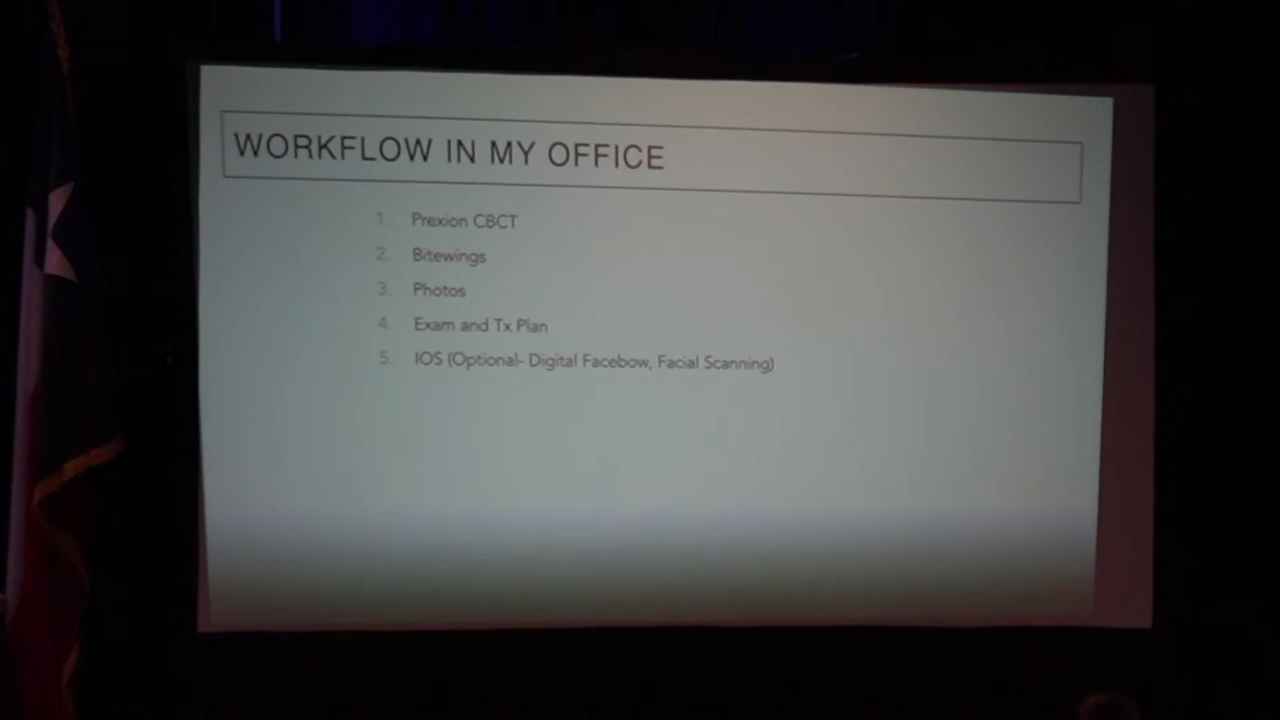 WORKFLOW IN MY OFFICE
1. Prexion CBCT
2. Bitewings
3. Photos
4. Exam and Tx Plan
5. IOS (Optional- Digital Facebow, Facial Scanning)